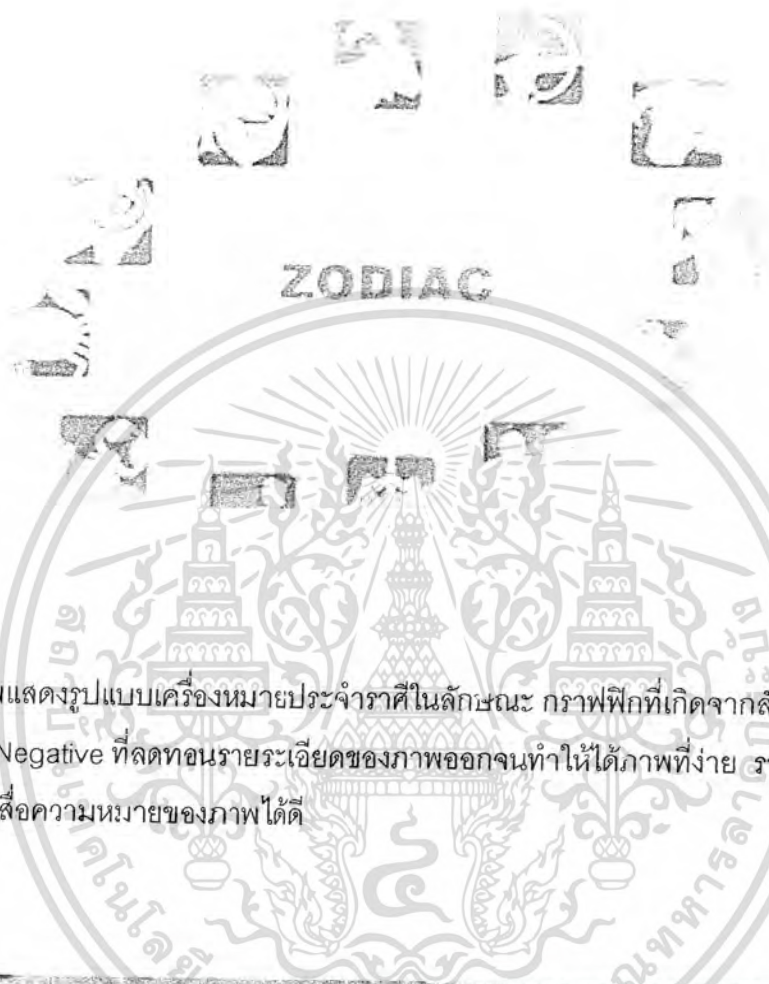 ZODIAC
พแสดงรูปแบบเครื่องหมายประจำราศีในลักษณะ กราฟฟิกที่เกิดจาก
Negative ที่ลดทอนรายระเอียดของภาพออกจนทำให้ได้ภาพที่ง่าย
สื่อความหมายของภาพได้ดี